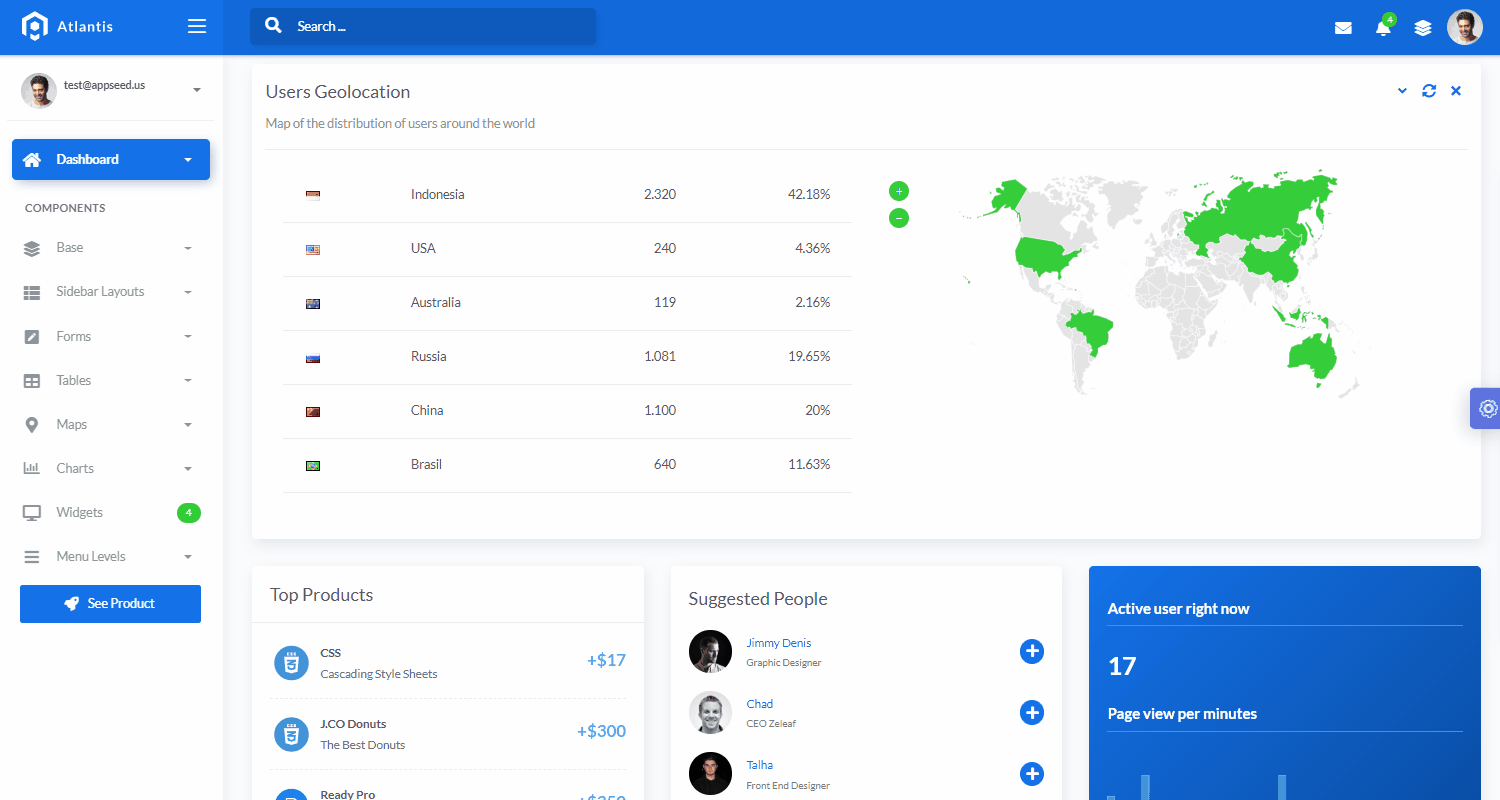 Atlantis
Search ...
4
test@appseed.us
Dashboard
COMPONENTS
Base
Sidebar Layouts
Forms
Tables
Maps
Charts
Widgets 4
Menu Levels
See Product
Users Geolocation
Map of the distribution of users around the world
Indonesia 2.320 42.18%
USA 240 4.36%
Australia 119 2.16%
Russia 1.081 19.65%
China 1.100 20%
Brasil 640 11.63%
+
−
Top Products
CSS
Cascading Style Sheets
+$17
J.CO Donuts
The Best Donuts
+$300
Ready Pro
Suggested People
Jimmy Denis
Graphic Designer
Chad
CEO Zeleaf
Talha
Front End Designer
Active user right now
17
Page view per minutes